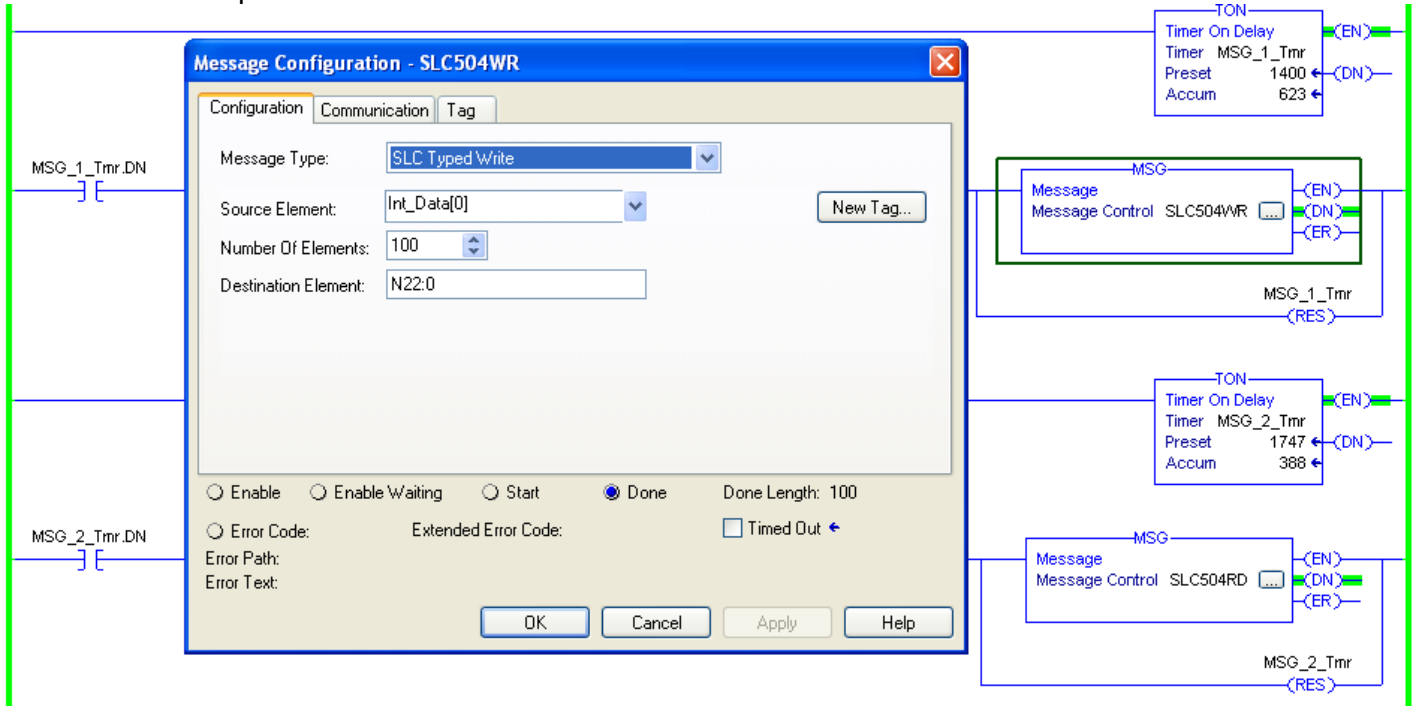 TON
Timer On Delay
(EN)
Timer MSG_1_Tmr
Preset 1400
(DN)
Accum 623
Message Configuration - SLC504WR
Configuration Communication Tag
Message Type: SLC Typed Write
Source Element: Int_Data[0] New Tag...
Number Of Elements: 100
Destination Element: N22:0
Enable Enable Waiting Start Done Done Length: 100
Error Code: Extended Error Code: Timed Out
Error Path:
Error Text:
OK Cancel Apply Help
MSG_1_Tmr.DN
MSG
Message
(EN)
Message Control SLC504WR ...
(DN)
(ER)
MSG_1_Tmr
(RES)
TON
Timer On Delay
(EN)
Timer MSG_2_Tmr
Preset 1747
(DN)
Accum 388
MSG_2_Tmr.DN
MSG
Message
(EN)
Message Control SLC504RD ...
(DN)
(ER)
MSG_2_Tmr
(RES)